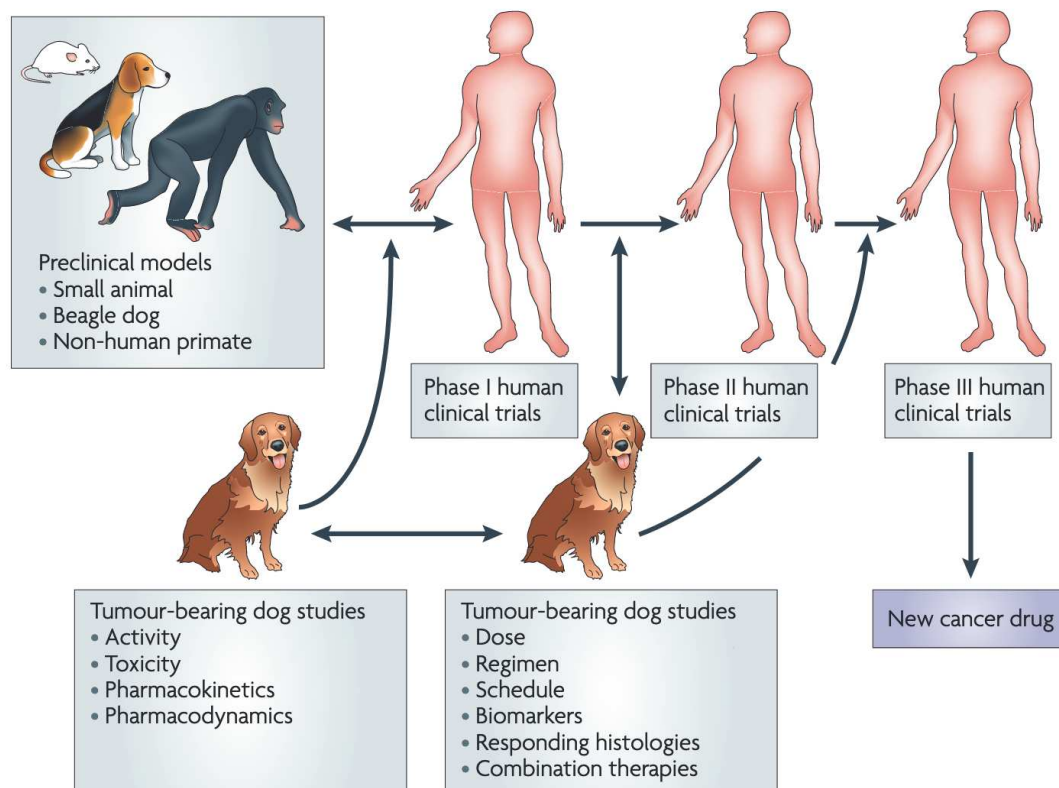 Preclinical models
• Small animal
• Beagle dog
• Non-human primate
Phase I human
clinical trials
Phase II human
clinical trials
Phase III human
clinical trials
Tumour-bearing dog studies
• Activity
• Toxicity
• Pharmacokinetics
• Pharmacodynamics
Tumour-bearing dog studies
• Dose
• Regimen
• Schedule
• Biomarkers
• Responding histologies
• Combination therapies
New cancer drug